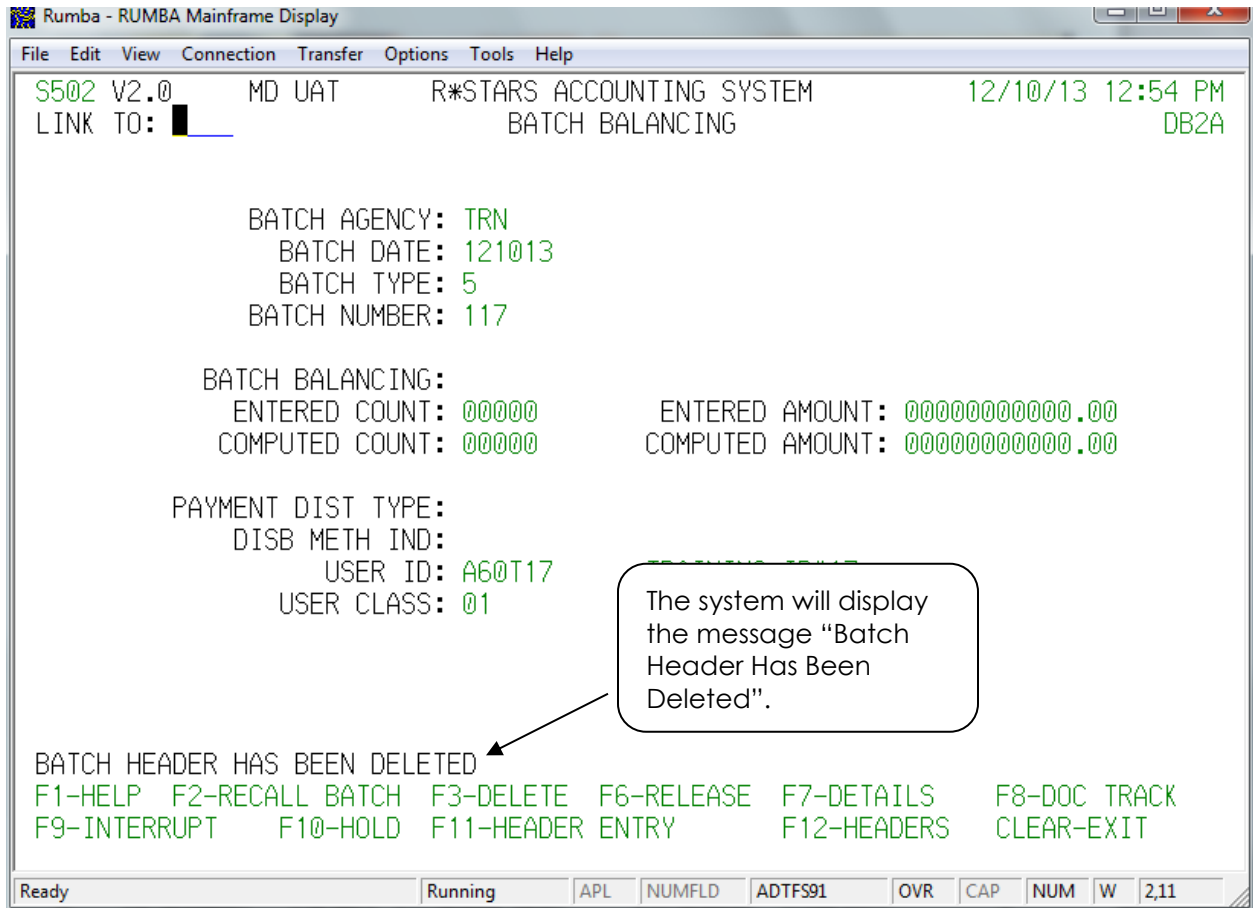 Rumba - RUMBA Mainframe Display
File Edit View Connection Transfer Options Tools Help
S502 V2.0 MD UAT R*STARS ACCOUNTING SYSTEM 12/10/13 12:54 PM
LINK TO: BATCH BALANCING DB2A
BATCH AGENCY: TRN
BATCH DATE: 121013
BATCH TYPE: 5
BATCH NUMBER: 117
BATCH BALANCING:
ENTERED COUNT: 00000 ENTERED AMOUNT: 00000000000.00
COMPUTED COUNT: 00000 COMPUTED AMOUNT: 00000000000.00
PAYMENT DIST TYPE:
DISB METH IND:
USER ID: A60T17
USER CLASS: 01
The system will display
the message “Batch
Header Has Been
Deleted”.
BATCH HEADER HAS BEEN DELETED
F1-HELP F2-RECALL BATCH F3-DELETE F6-RELEASE F7-DETAILS F8-DOC TRACK
F9-INTERRUPT F10-HOLD F11-HEADER ENTRY F12-HEADERS CLEAR-EXIT
Ready Running APL NUMFLD ADTFS91 OVR CAP NUM W 2,11